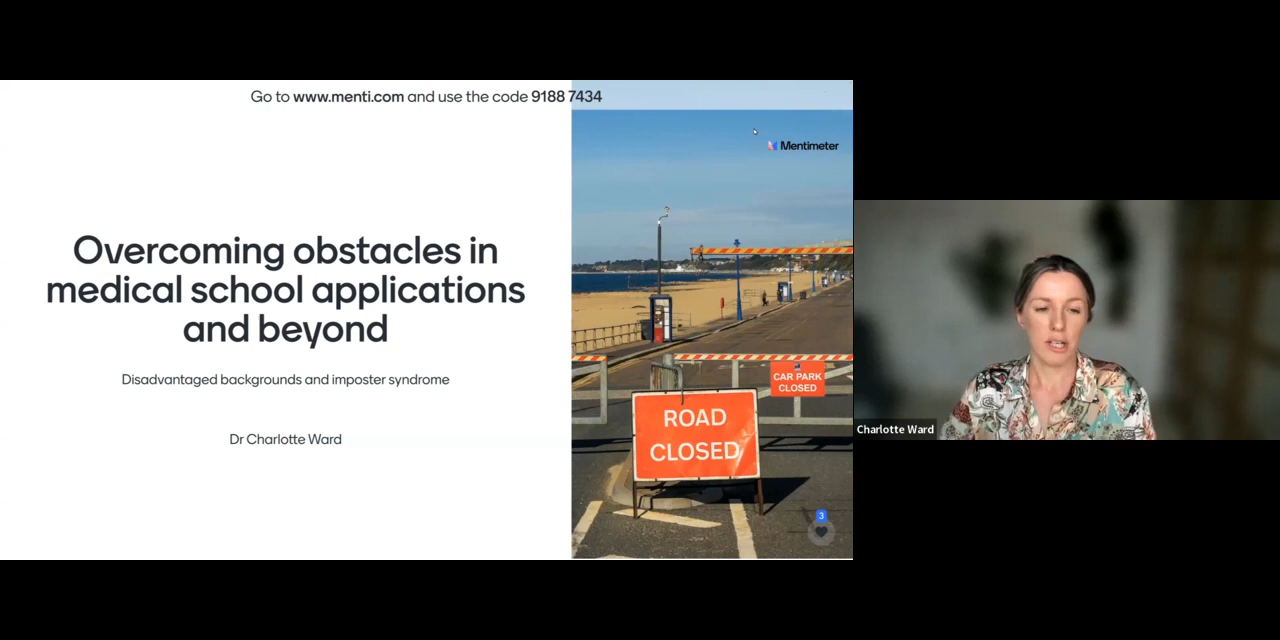 Go to www.menti.com and use the code 9188 7434
Mentimeter
Overcoming obstacles in
medical school applications
and beyond
Disadvantaged backgrounds and imposter syndrome
Dr Charlotte Ward
CAR PARK
CLOSED
ROAD
CLOSED
3
Charlotte Ward